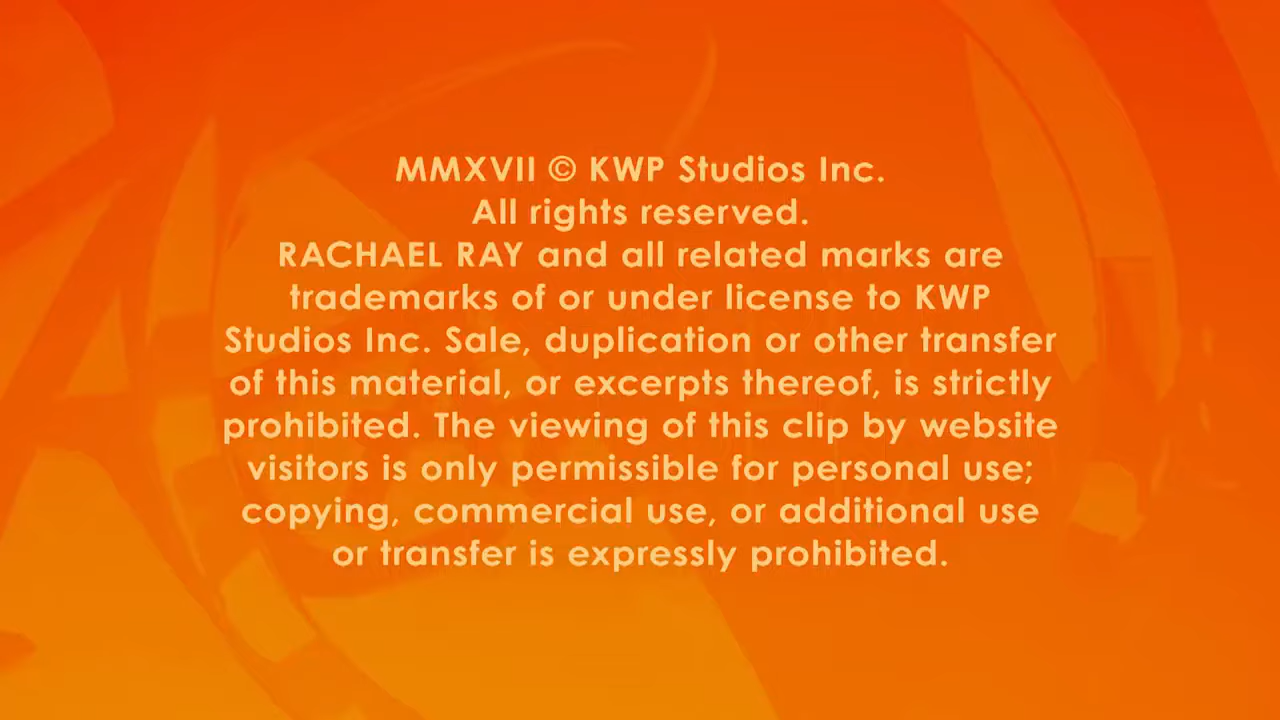 MMXVII © KWP Studios Inc.
All rights reserved.
RACHAEL RAY and all related marks are
trademarks of or under license to KWP
Studios Inc. Sale, duplication or other transfer
of this material, or excerpts thereof, is strictly
prohibited. The viewing of this clip by website
visitors is only permissible for personal use;
copying, commercial use, or additional use
or transfer is expressly prohibited.